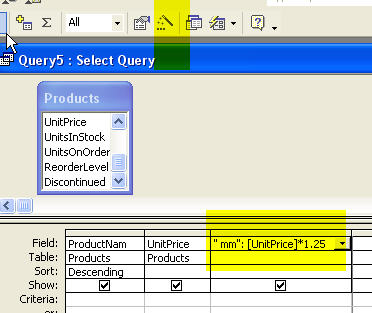 Σ All ?
Query5 : Select Query
Products
UnitPrice
UnitsInStock
UnitsOnOrder
ReorderLevel
Discontinued
Field: ProductNam UnitPrice " mm": [UnitPrice]*1.25
Table: Products Products
Sort: Descending
Show:
Criteria:
or: